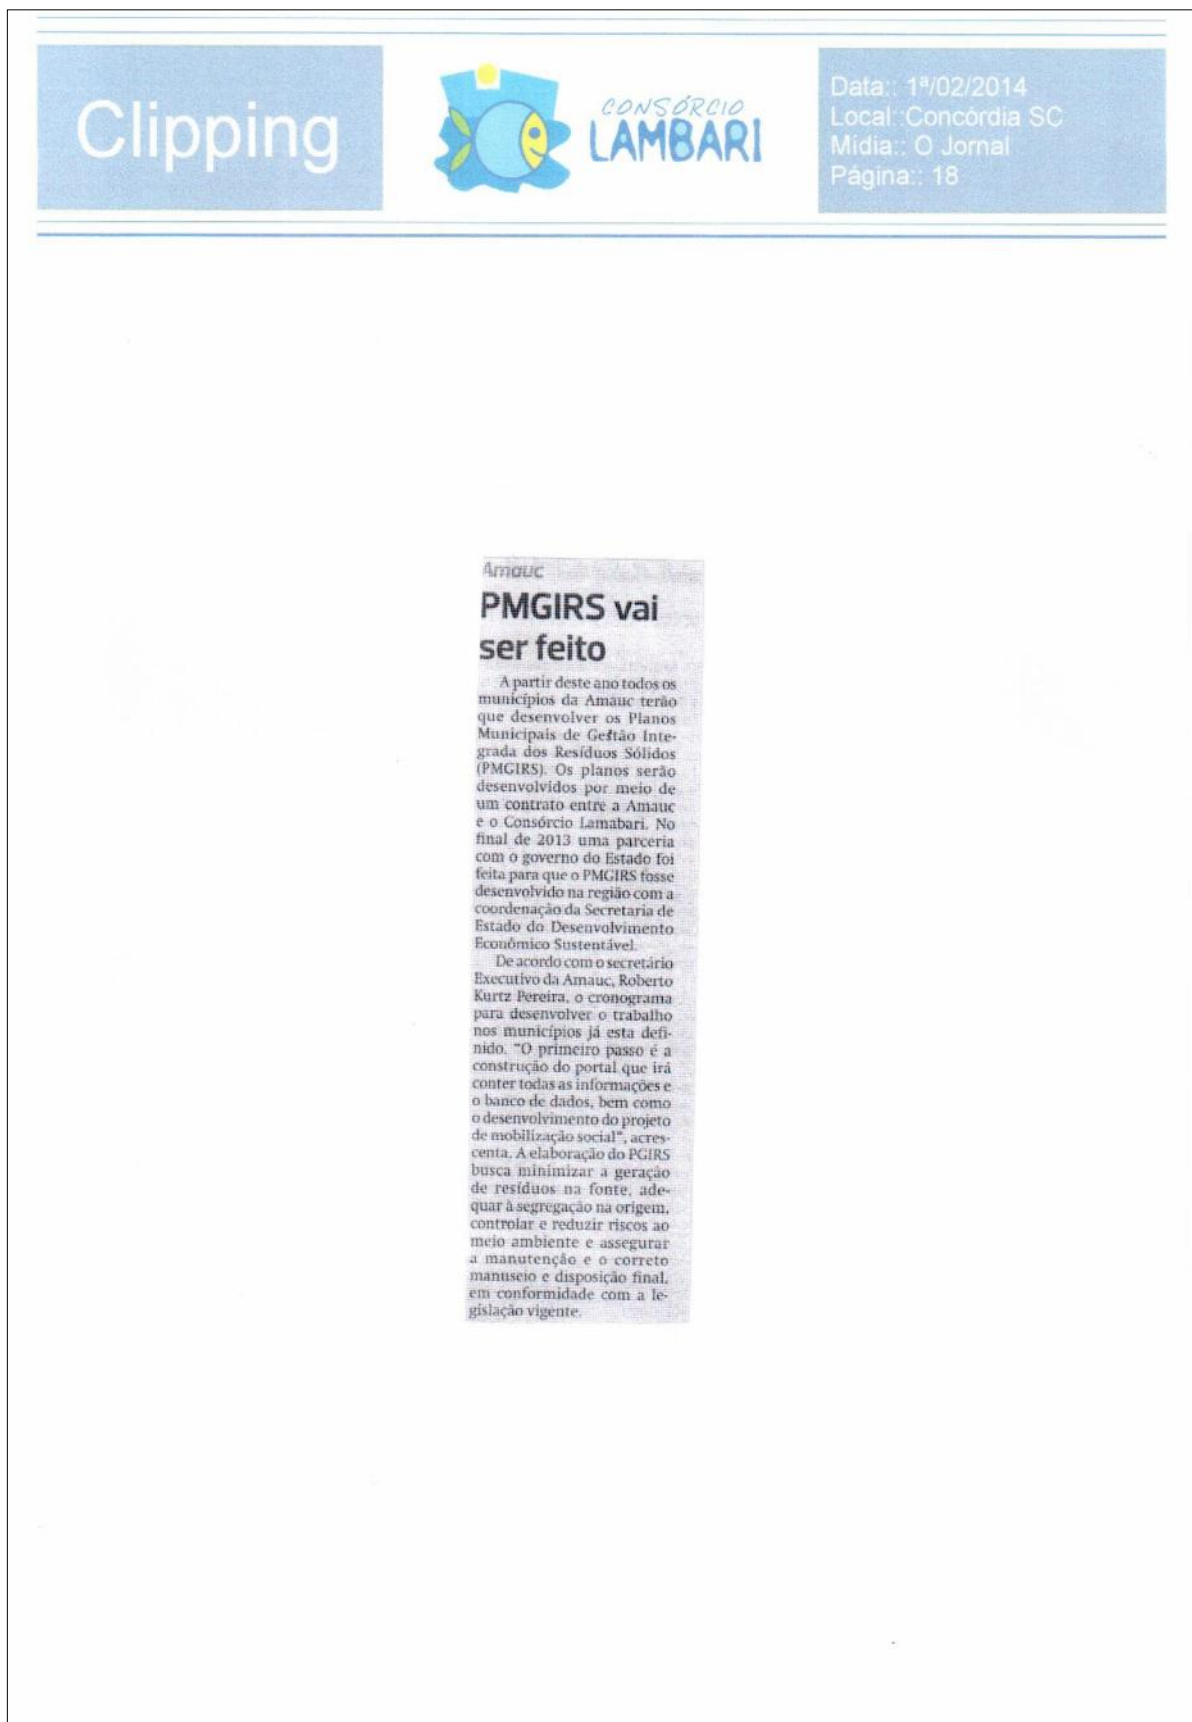 Clipping
CONSÓRCIO
LAMBARI
Data:: 1ª/02/2014
Local::Concórdia SC
Mídia:: O Jornal
Página:: 18
Amauc
PMGIRS vai
ser feito
A partir deste ano todos os
municípios da Amauc terão
que desenvolver os Planos
Municipais de Gestão Inte-
grada dos Resíduos Sólidos
(PMGIRS). Os planos serão
desenvolvidos por meio de
um contrato entre a Amauc
e o Consórcio Lamabari. No
final de 2013 uma parceria
com o governo do Estado foi
feita para que o PMGIRS fosse
desenvolvido na região com a
coordenação da Secretaria de
Estado do Desenvolvimento
Econômico Sustentável.
De acordo com o secretário
Executivo da Amauc, Roberto
Kurtz Pereira, o cronograma
para desenvolver o trabalho
nos municípios já esta defi-
nido. "O primeiro passo é a
construção do portal que irá
conter todas as informações e
o banco de dados, bem como
o desenvolvimento do projeto
de mobilização social", acres-
centa. A elaboração do PGIRS
busca minimizar a geração
de resíduos na fonte, ade-
quar à segregação na origem,
controlar e reduzir riscos ao
meio ambiente e assegurar
a manutenção e o correto
manuseio e disposição final,
em conformidade com a le-
gislação vigente.